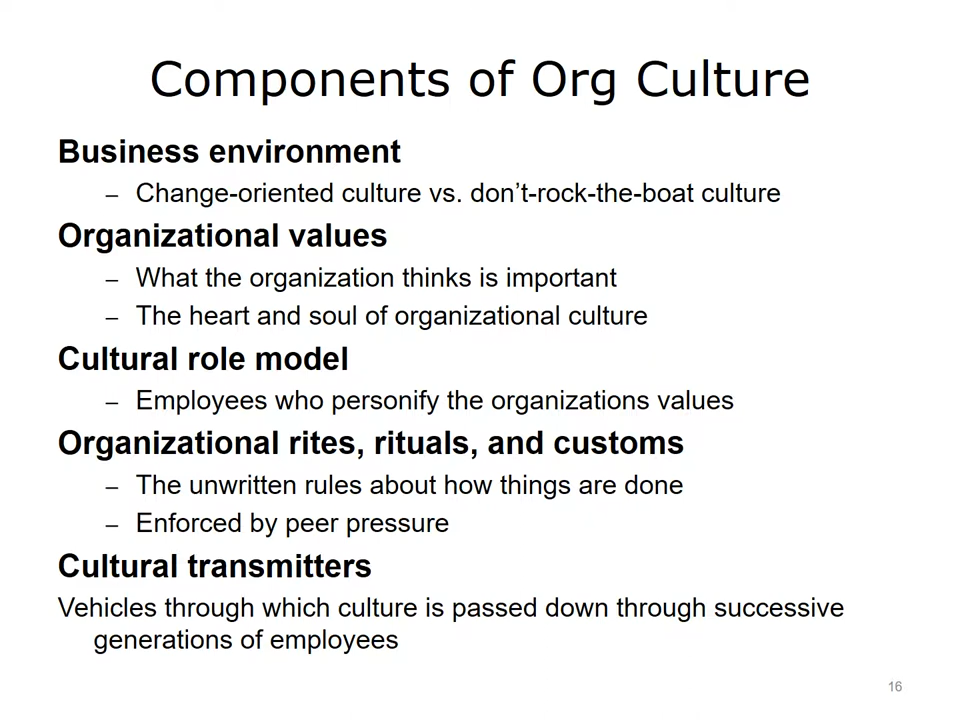 Components of Org Culture
Business environment
– Change-oriented culture vs. don’t-rock-the-boat culture
Organizational values
– What the organization thinks is important
– The heart and soul of organizational culture
Cultural role model
– Employees who personify the organizations values
Organizational rites, rituals, and customs
– The unwritten rules about how things are done
– Enforced by peer pressure
Cultural transmitters
Vehicles through which culture is passed down through successive
generations of employees
16